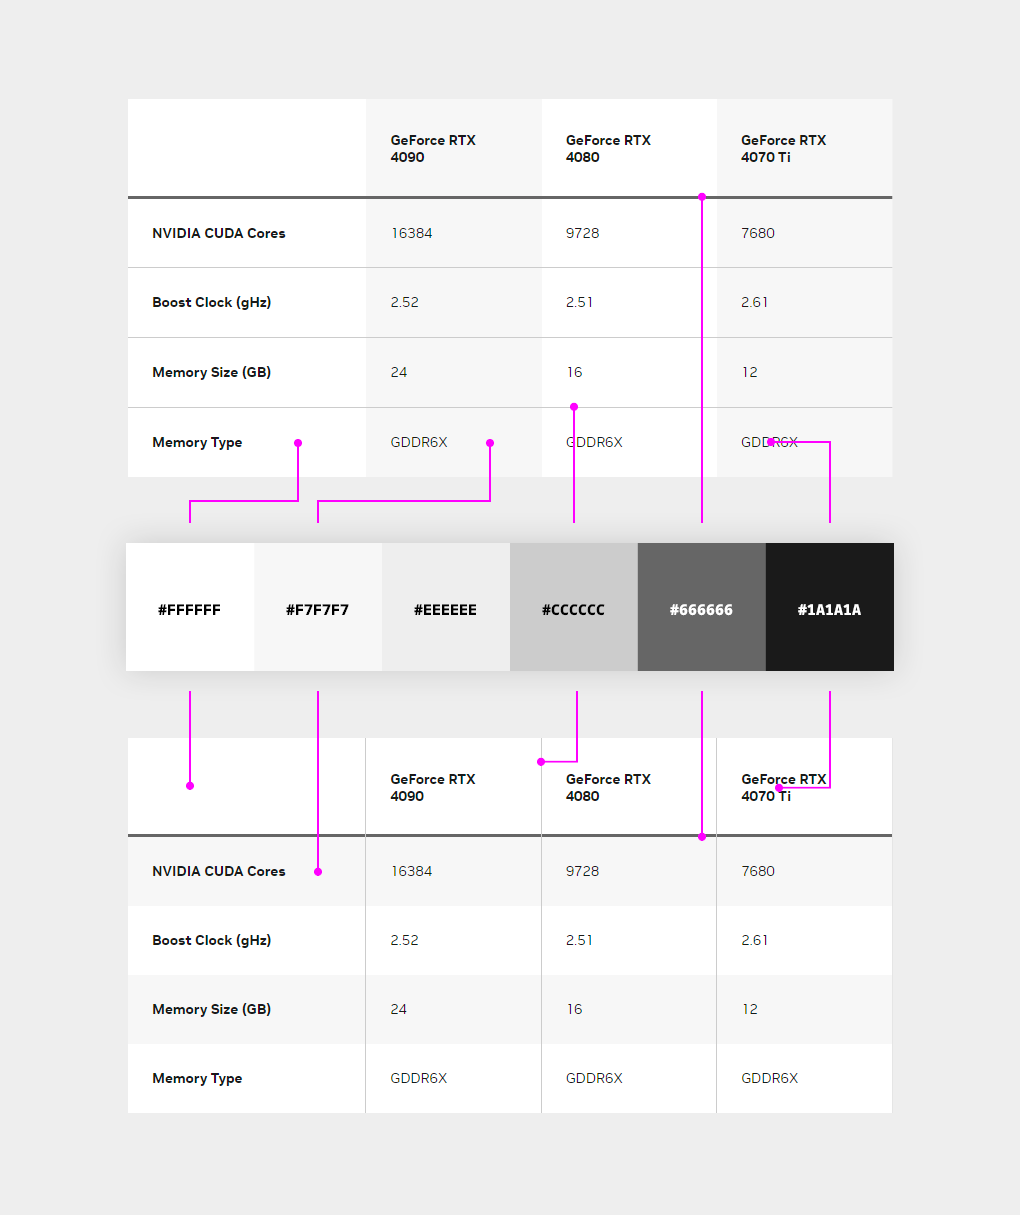 GeForce RTX
4090
GeForce RTX
4080
GeForce RTX
4070 Ti
NVIDIA CUDA Cores 16384 9728 7680
Boost Clock (gHz) 2.52 2.51 2.61
Memory Size (GB) 24 16 12
Memory Type GDDR6X GDDR6X GDDR6X
#FFFFFF #F7F7F7 #EEEEEE #CCCCCC #666666 #1A1A1A
GeForce RTX
4090
GeForce RTX
4080
GeForce RTX
4070 Ti
NVIDIA CUDA Cores 16384 9728 7680
Boost Clock (gHz) 2.52 2.51 2.61
Memory Size (GB) 24 16 12
Memory Type GDDR6X GDDR6X GDDR6X